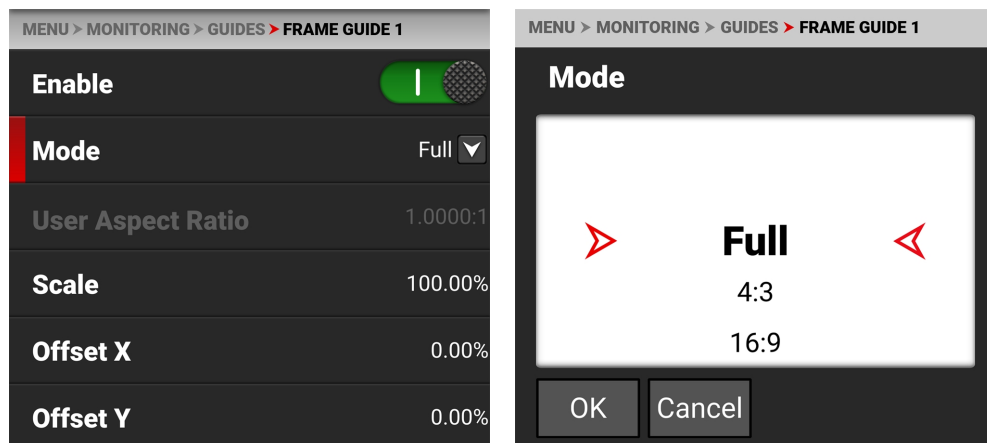 MENU > MONITORING > GUIDES > FRAME GUIDE 1
Enable
Mode Full
User Aspect Ratio 1.0000:1
Scale 100.00%
Offset X 0.00%
Offset Y 0.00%
MENU > MONITORING > GUIDES > FRAME GUIDE 1
Mode
Full
4:3
16:9
OK Cancel